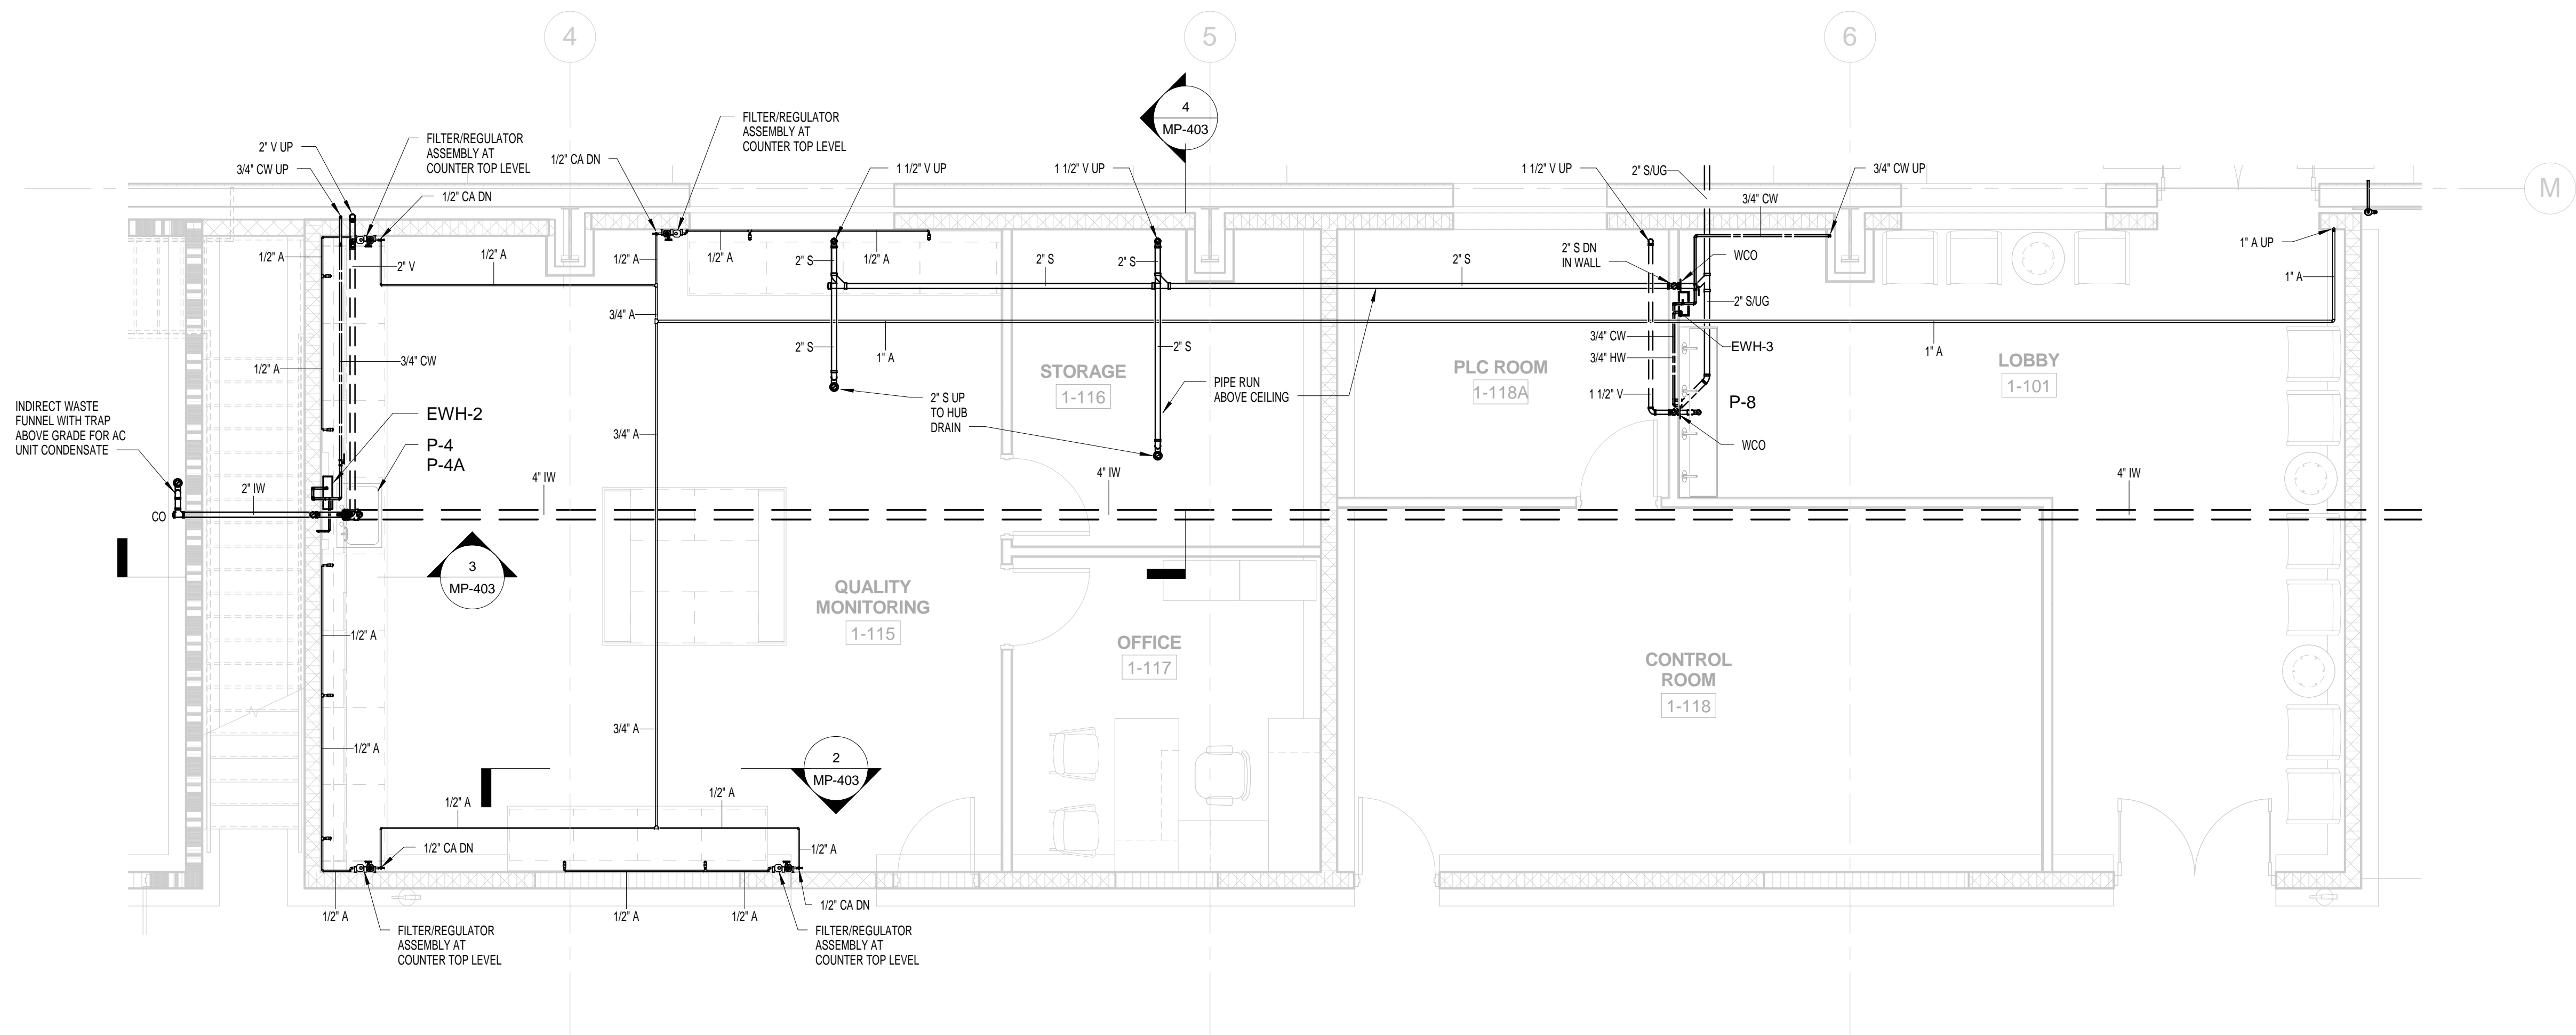 4
5
6
M
4
MP-403
FILTER/REGULATOR
ASSEMBLY AT
COUNTER TOP LEVEL
FILTER/REGULATOR
ASSEMBLY AT
COUNTER TOP LEVEL
2" V UP
3/4" CW UP
1/2" CA DN
1/2" CA DN
1 1/2" V UP
1 1/2" V UP
1 1/2" V UP
2" S/UG
3/4" CW UP
3/4" CW
1/2" A
2" V
1/2" A
1/2" A
1/2" A
2" S
1/2" A
2" S
2" S
2" S
2" S DN
IN WALL
WCO
1" A UP
1" A
2" S/UG
3/4" A
3/4" CW
1/2" A
2" S
1" A
2" S
3/4" CW
3/4" HW
EWH-3
1" A
STORAGE
1-116
PLC ROOM
1-118A
LOBBY
1-101
PIPE RUN
ABOVE CEILING
1 1/2" V
P-8
WCO
2" S UP
TO HUB
DRAIN
INDIRECT WASTE
FUNNEL WITH TRAP
ABOVE GRADE FOR AC
UNIT CONDENSATE
EWH-2
P-4
P-4A
3/4" A
2" IW
CO
4" IW
4" IW
4" IW
3
MP-403
QUALITY
MONITORING
1-115
OFFICE
1-117
CONTROL
ROOM
1-118
1/2" A
3/4" A
1/2" A
2
MP-403
1/2" A
1/2" A
1/2" CA DN
1/2" A
1/2" A
1/2" A
1/2" A
1/2" CA DN
FILTER/REGULATOR
ASSEMBLY AT
COUNTER TOP LEVEL
FILTER/REGULATOR
ASSEMBLY AT
COUNTER TOP LEVEL